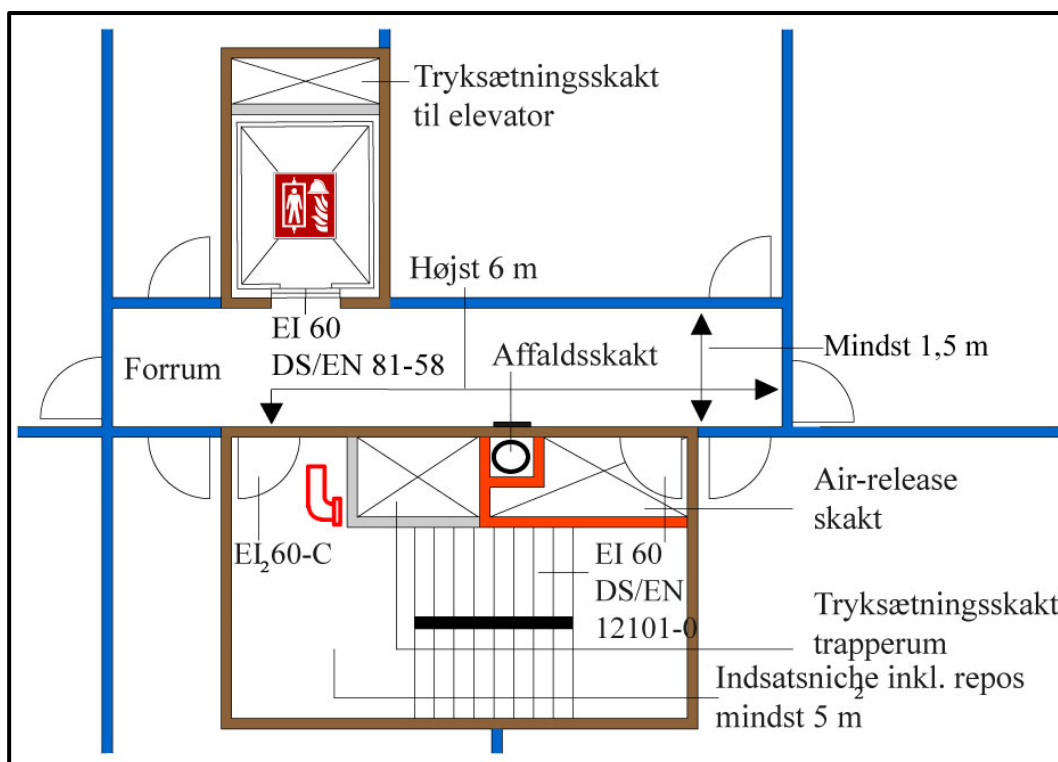 Tryksætningsskakt
til elevator
Højst 6 m
EI 60
DS/EN 81-58
Forrum
Affaldsskakt
Mindst 1,5 m
Air-release
skakt
EI₂60-C
EI 60
DS/EN
12101-0
Tryksætningsskakt
trapperum
Indsatsniche inkl. repos
mindst 5 m²